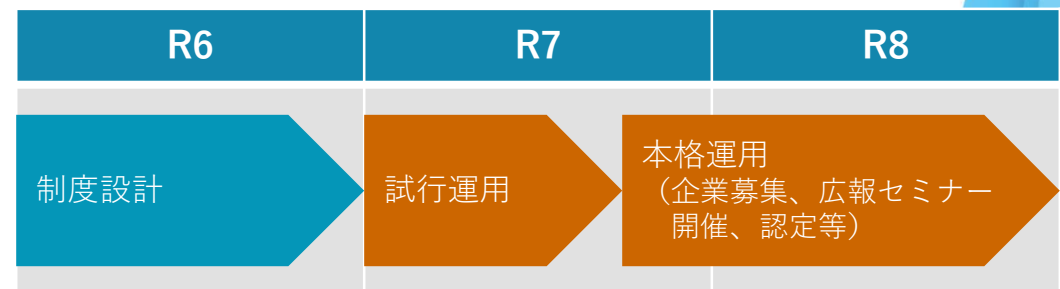 R6 R7 R8
制度設計
試行運用
本格運用
（企業募集、広報セミナー
開催、認定等）